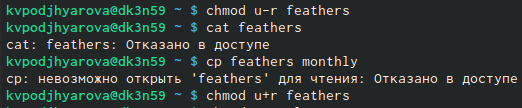 kvpodjhyarova@dk3n59 ~ $ chmod u-r feathers
kvpodjhyarova@dk3n59 ~ $ cat feathers
cat: feathers: Отказано в доступе
kvpodjhyarova@dk3n59 ~ $ cp feathers monthly
cp: невозможно открыть 'feathers' для чтения: Отказано в доступе
kvpodjhyarova@dk3n59 ~ $ chmod u+r feathers